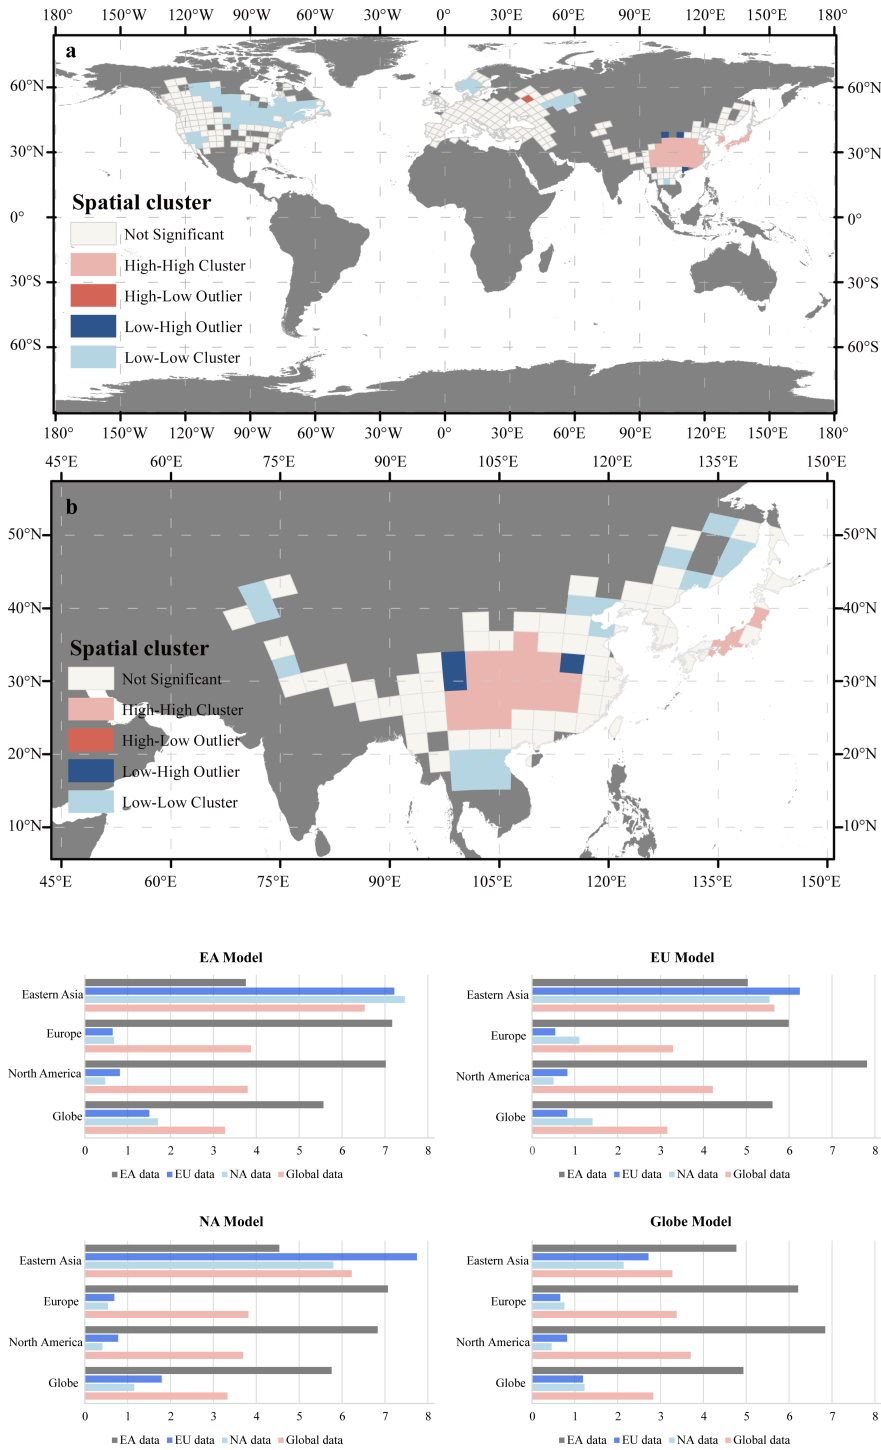 180° 150°W 120°W 90°W 60°W 30°W 0° 30°E 60°E 90°E 120°E 150°E 180°
a
60°N 60°N
30°N 30°N
Spatial cluster
0° 0°
Not Significant
High-High Cluster
30°S 30°S
High-Low Outlier
Low-High Outlier
60°S 60°S
Low-Low Cluster
180° 150°W 120°W 90°W 60°W 30°W 0° 30°E 60°E 90°E 120°E 150°E 180°
45°E 60°E 75°E 90°E 105°E 120°E 135°E 150°E
b
50°N 50°N
40°N 40°N
Spatial cluster
30°N 30°N
Not Significant
High-High Cluster
High-Low Outlier
20°N 20°N
Low-High Outlier
Low-Low Cluster
10°N 10°N
45°E 60°E 75°E 90°E 105°E 120°E 135°E 150°E
EA Model
Eastern Asia
Europe
North America
Globe
0 1 2 3 4 5 6 7 8
EA data EU data NA data Global data
EU Model
Eastern Asia
Europe
North America
Globe
0 1 2 3 4 5 6 7 8
EA data EU data NA data Global data
NA Model
Eastern Asia
Europe
North America
Globe
0 1 2 3 4 5 6 7 8
EA data EU data NA data Global data
Globe Model
Eastern Asia
Europe
North America
Globe
0 1 2 3 4 5 6 7 8
EA data EU data NA data Global data